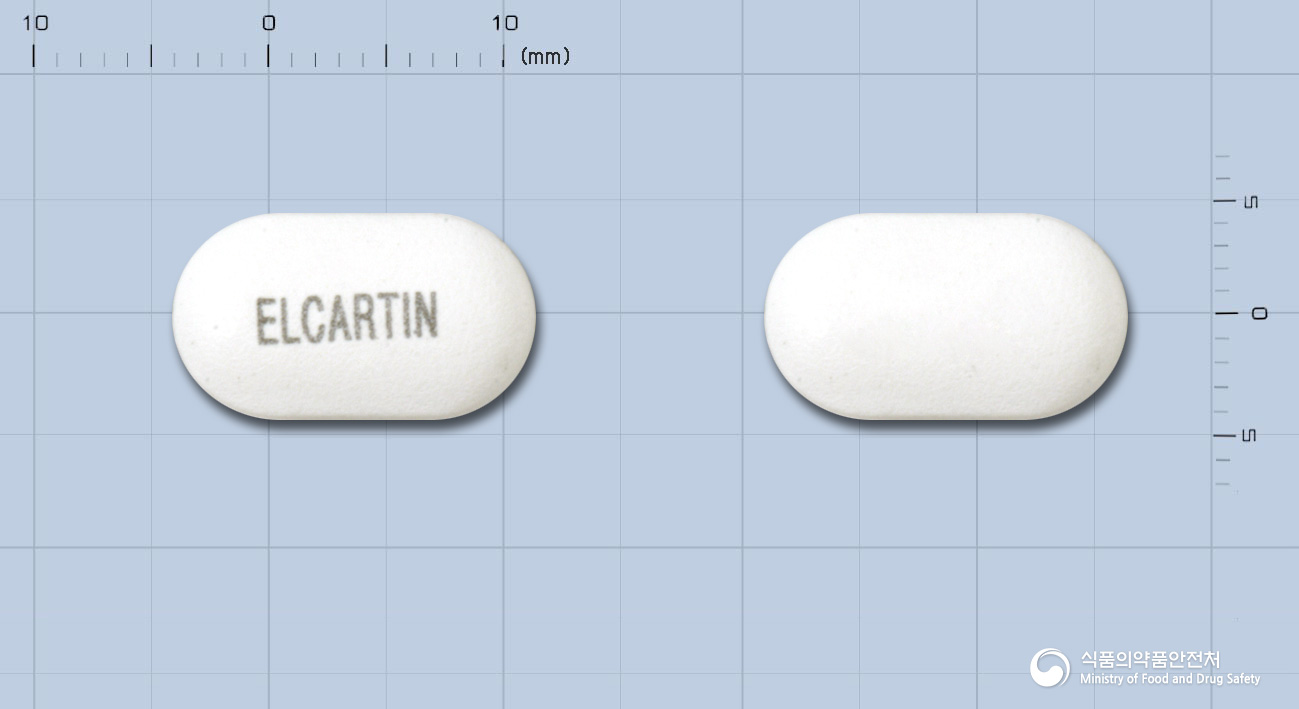 10 0 10
(mm)
ELCARTIN
5
0
5
식품의약품안전처
Ministry of Food and Drug Safety